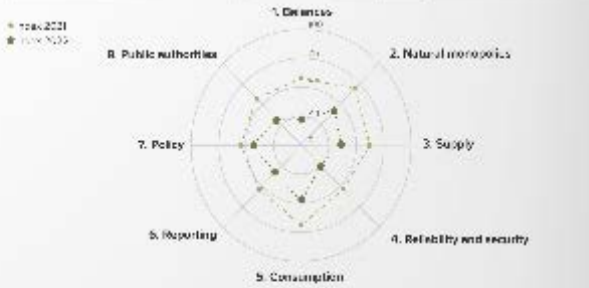 1. Balances
100
8. Public authorities
2. Natural monopolies
7. Policy
3. Supply
6. Reporting
4. Reliability and security
5. Consumption